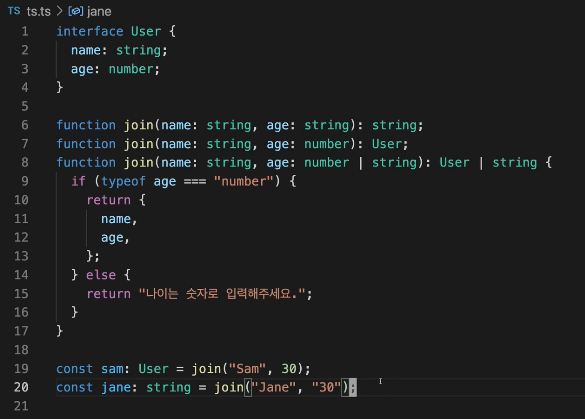 TS ts.ts > jane
1 interface User {
2   name: string;
3   age: number;
4 }
5
6 function join(name: string, age: string): string;
7 function join(name: string, age: number): User;
8 function join(name: string, age: number | string): User | string {
9   if (typeof age === "number") {
10     return {
11       name,
12       age,
13     };
14   } else {
15     return "나이는 숫자로 입력해주세요.";
16   }
17 }
18
19 const sam: User = join("Sam", 30);
20 const jane: string = join("Jane", "30");
21